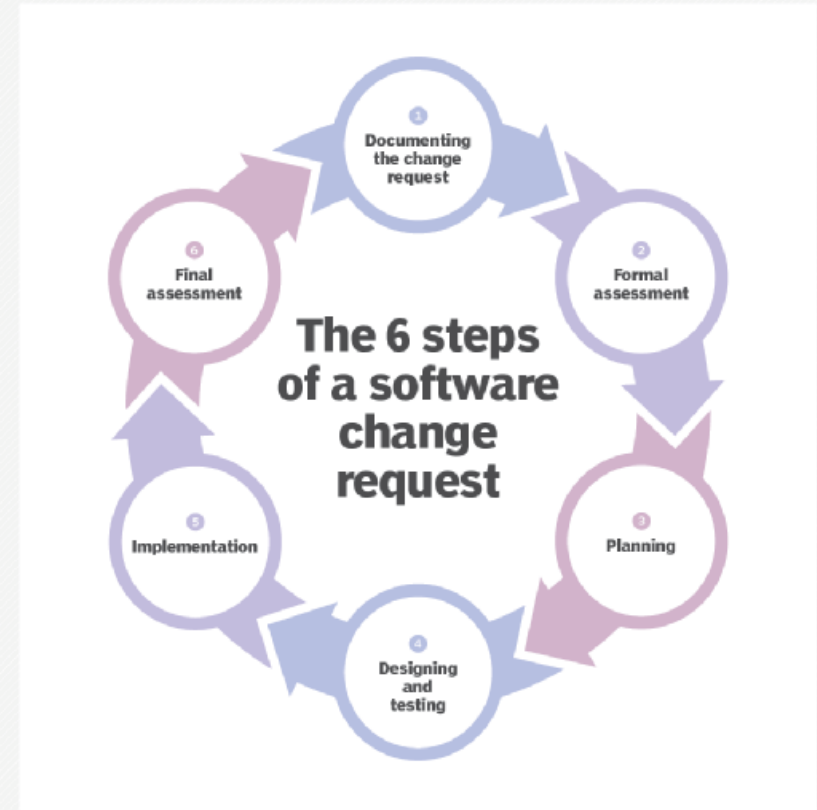 1
Documenting
the change
request
2
Formal
assessment
3
Planning
4
Designing
and
testing
5
Implementation
6
Final
assessment
The 6 steps
of a software
change
request